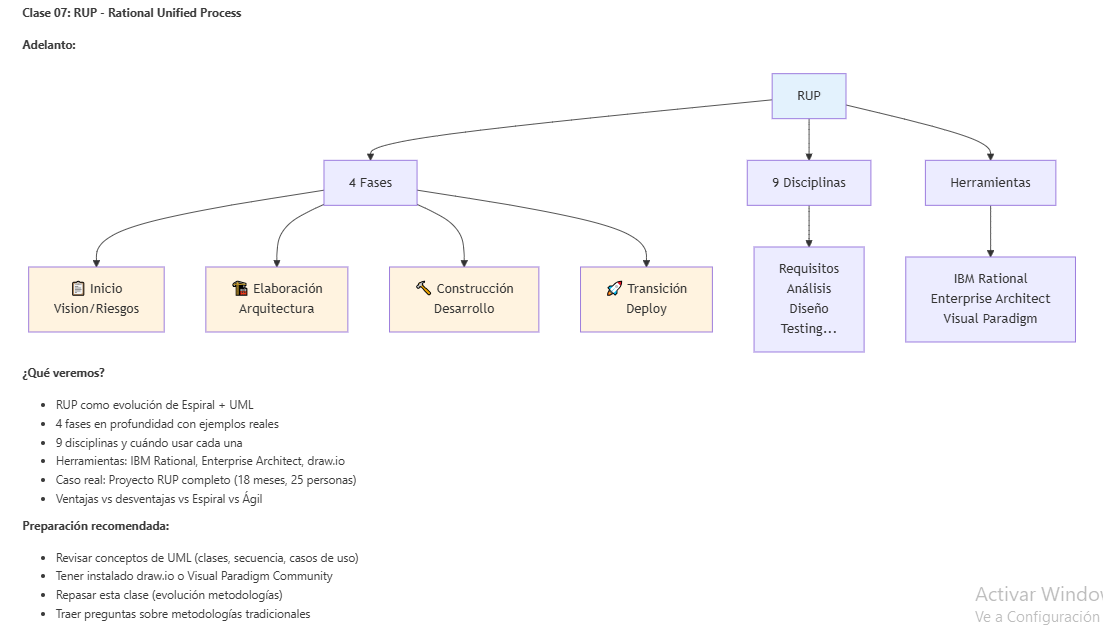 Clase 07: RUP - Rational Unified Process
Adelanto:
RUP
4 Fases
9 Disciplinas
Herramientas
Inicio
Vision/Riesgos
Elaboración
Arquitectura
Construcción
Desarrollo
Transición
Deploy
Requisitos
Análisis
Diseño
Testing...
IBM Rational
Enterprise Architect
Visual Paradigm
¿Qué veremos?
RUP como evolución de Espiral + UML
4 fases en profundidad con ejemplos reales
9 disciplinas y cuándo usar cada una
Herramientas: IBM Rational, Enterprise Architect, draw.io
Caso real: Proyecto RUP completo (18 meses, 25 personas)
Ventajas vs desventajas vs Espiral vs Ágil
Preparación recomendada:
Revisar conceptos de UML (clases, secuencia, casos de uso)
Tener instalado draw.io o Visual Paradigm Community
Repasar esta clase (evolución metodologías)
Traer preguntas sobre metodologías tradicionales
Activar Window
Ve a Configuración